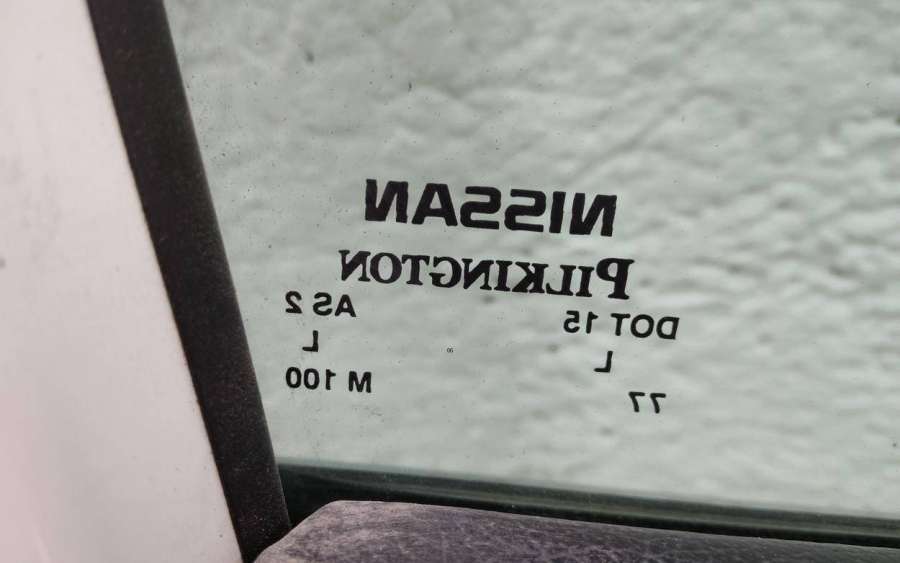 NISSAN
PILKINGTON
DOT 15 AS 2
L L
77 M 100